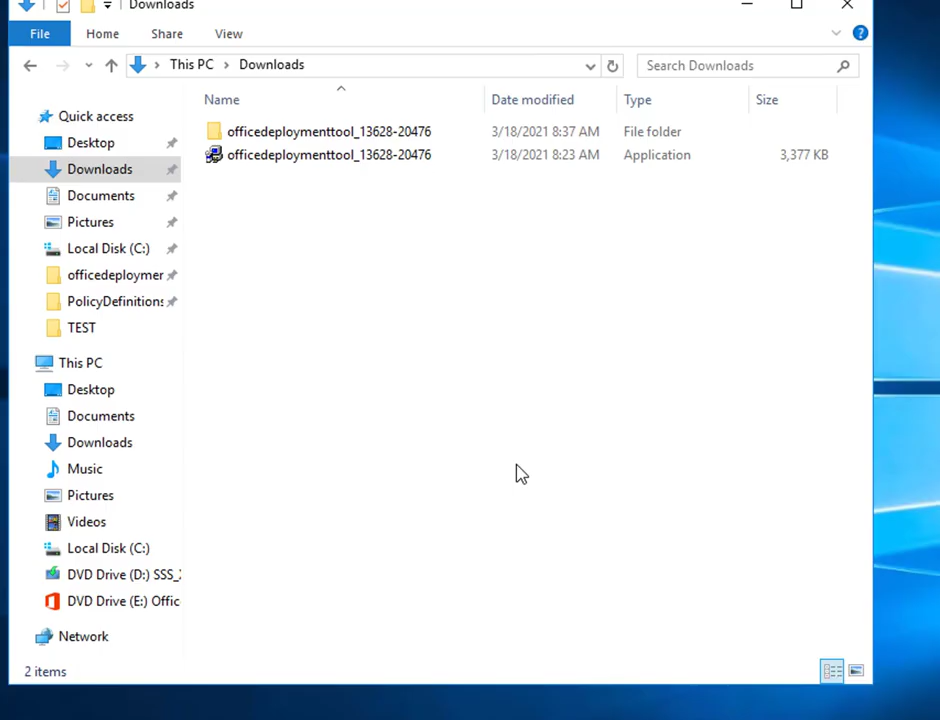 Downloads
File Home Share View
This PC Downloads Search Downloads
Name Date modified Type Size
Quick access
officedeploymenttool_13628-20476 3/18/2021 8:37 AM File folder
Desktop
officedeploymenttool_13628-20476 3/18/2021 8:23 AM Application 3,377 KB
Downloads
Documents
Pictures
Local Disk (C:)
officedeploymer
PolicyDefinitions
TEST
This PC
Desktop
Documents
Downloads
Music
Pictures
Videos
Local Disk (C:)
DVD Drive (D:) SSS_
DVD Drive (E:) Offic
Network
2 items